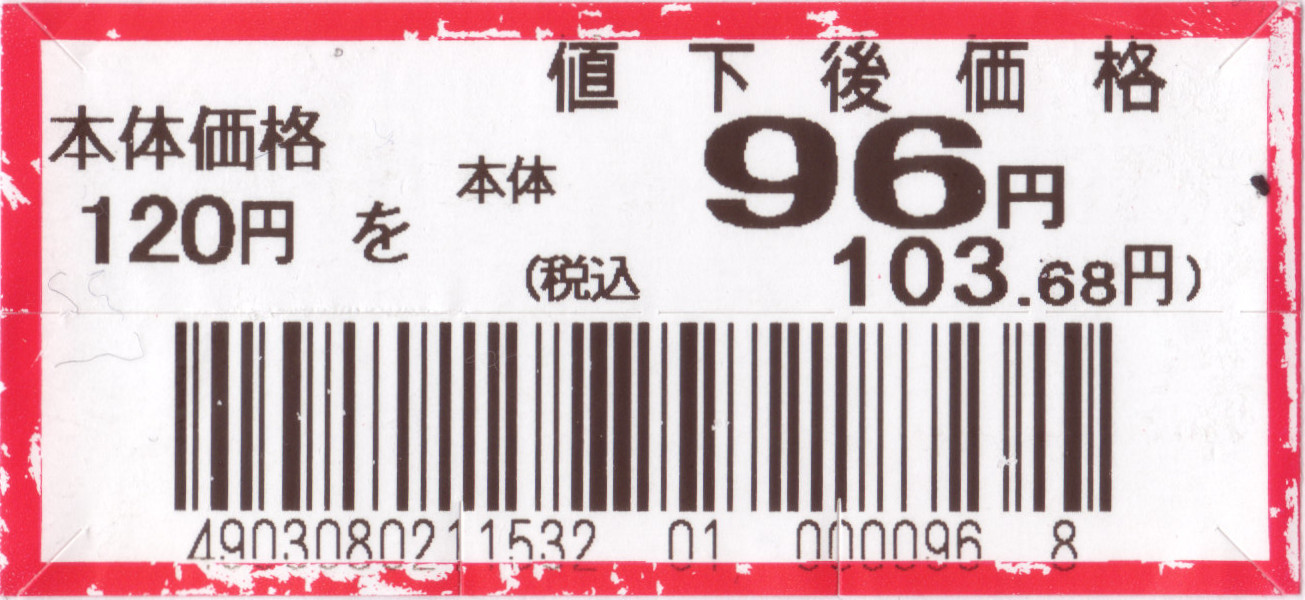 値下後価格
本体価格
本体 96円
120円 を
(税込 103.68円)
4903080211532 01 000096 8